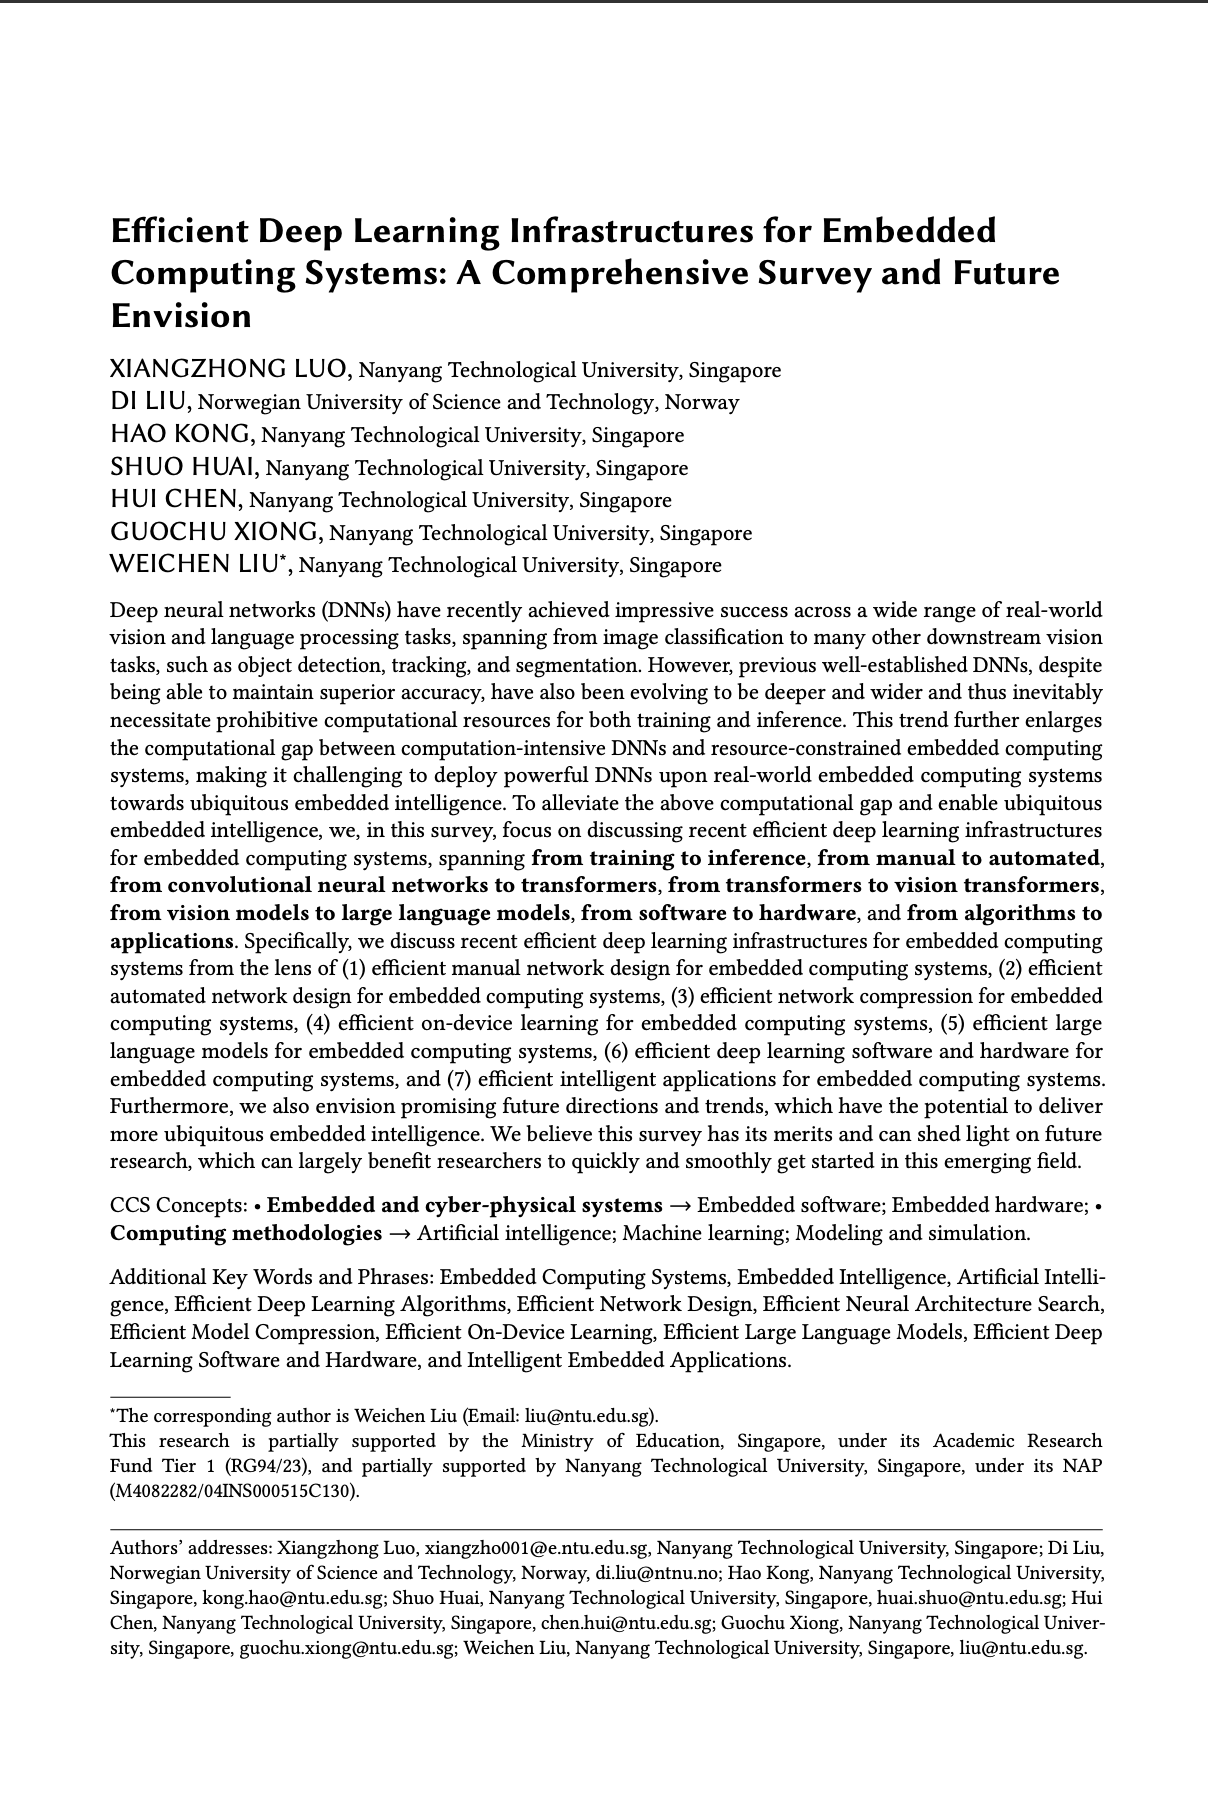 Efficient Deep Learning Infrastructures for Embedded
Computing Systems: A Comprehensive Survey and Future
Envision
XIANGZHONG LUO, Nanyang Technological University, Singapore
DI LIU, Norwegian University of Science and Technology, Norway
HAO KONG, Nanyang Technological University, Singapore
SHUO HUAI, Nanyang Technological University, Singapore
HUI CHEN, Nanyang Technological University, Singapore
GUOCHU XIONG, Nanyang Technological University, Singapore
WEICHEN LIU*, Nanyang Technological University, Singapore
Deep neural networks (DNNs) have recently achieved impressive success across a wide range of real-world
vision and language processing tasks, spanning from image classification to many other downstream vision
tasks, such as object detection, tracking, and segmentation. However, previous well-established DNNs, despite
being able to maintain superior accuracy, have also been evolving to be deeper and wider and thus inevitably
necessitate prohibitive computational resources for both training and inference. This trend further enlarges
the computational gap between computation-intensive DNNs and resource-constrained embedded computing
systems, making it challenging to deploy powerful DNNs upon real-world embedded computing systems
towards ubiquitous embedded intelligence. To alleviate the above computational gap and enable ubiquitous
embedded intelligence, we, in this survey, focus on discussing recent efficient deep learning infrastructures
for embedded computing systems, spanning from training to inference, from manual to automated,
from convolutional neural networks to transformers, from transformers to vision transformers,
from vision models to large language models, from software to hardware, and from algorithms to
applications. Specifically, we discuss recent efficient deep learning infrastructures for embedded computing
systems from the lens of (1) efficient manual network design for embedded computing systems, (2) efficient
automated network design for embedded computing systems, (3) efficient network compression for embedded
computing systems, (4) efficient on-device learning for embedded computing systems, (5) efficient large
language models for embedded computing systems, (6) efficient deep learning software and hardware for
embedded computing systems, and (7) efficient intelligent applications for embedded computing systems.
Furthermore, we also envision promising future directions and trends, which have the potential to deliver
more ubiquitous embedded intelligence. We believe this survey has its merits and can shed light on future
research, which can largely benefit researchers to quickly and smoothly get started in this emerging field.
CCS Concepts: • Embedded and cyber-physical systems → Embedded software; Embedded hardware; •
Computing methodologies → Artificial intelligence; Machine learning; Modeling and simulation.
Additional Key Words and Phrases: Embedded Computing Systems, Embedded Intelligence, Artificial Intelli-
gence, Efficient Deep Learning Algorithms, Efficient Network Design, Efficient Neural Architecture Search,
Efficient Model Compression, Efficient On-Device Learning, Efficient Large Language Models, Efficient Deep
Learning Software and Hardware, and Intelligent Embedded Applications.
*The corresponding author is Weichen Liu (Email: liu@ntu.edu.sg).
This research is partially supported by the Ministry of Education, Singapore, under its Academic Research
Fund Tier 1 (RG94/23), and partially supported by Nanyang Technological University, Singapore, under its NAP
(M4082282/04INS000515C130).
Authors' addresses: Xiangzhong Luo, xiangzho001@e.ntu.edu.sg, Nanyang Technological University, Singapore; Di Liu,
Norwegian University of Science and Technology, Norway, di.liu@ntnu.no; Hao Kong, Nanyang Technological University,
Singapore, kong.hao@ntu.edu.sg; Shuo Huai, Nanyang Technological University, Singapore, huai.shuo@ntu.edu.sg; Hui
Chen, Nanyang Technological University, Singapore, chen.hui@ntu.edu.sg; Guochu Xiong, Nanyang Technological Univer-
sity, Singapore, guochu.xiong@ntu.edu.sg; Weichen Liu, Nanyang Technological University, Singapore, liu@ntu.edu.sg.